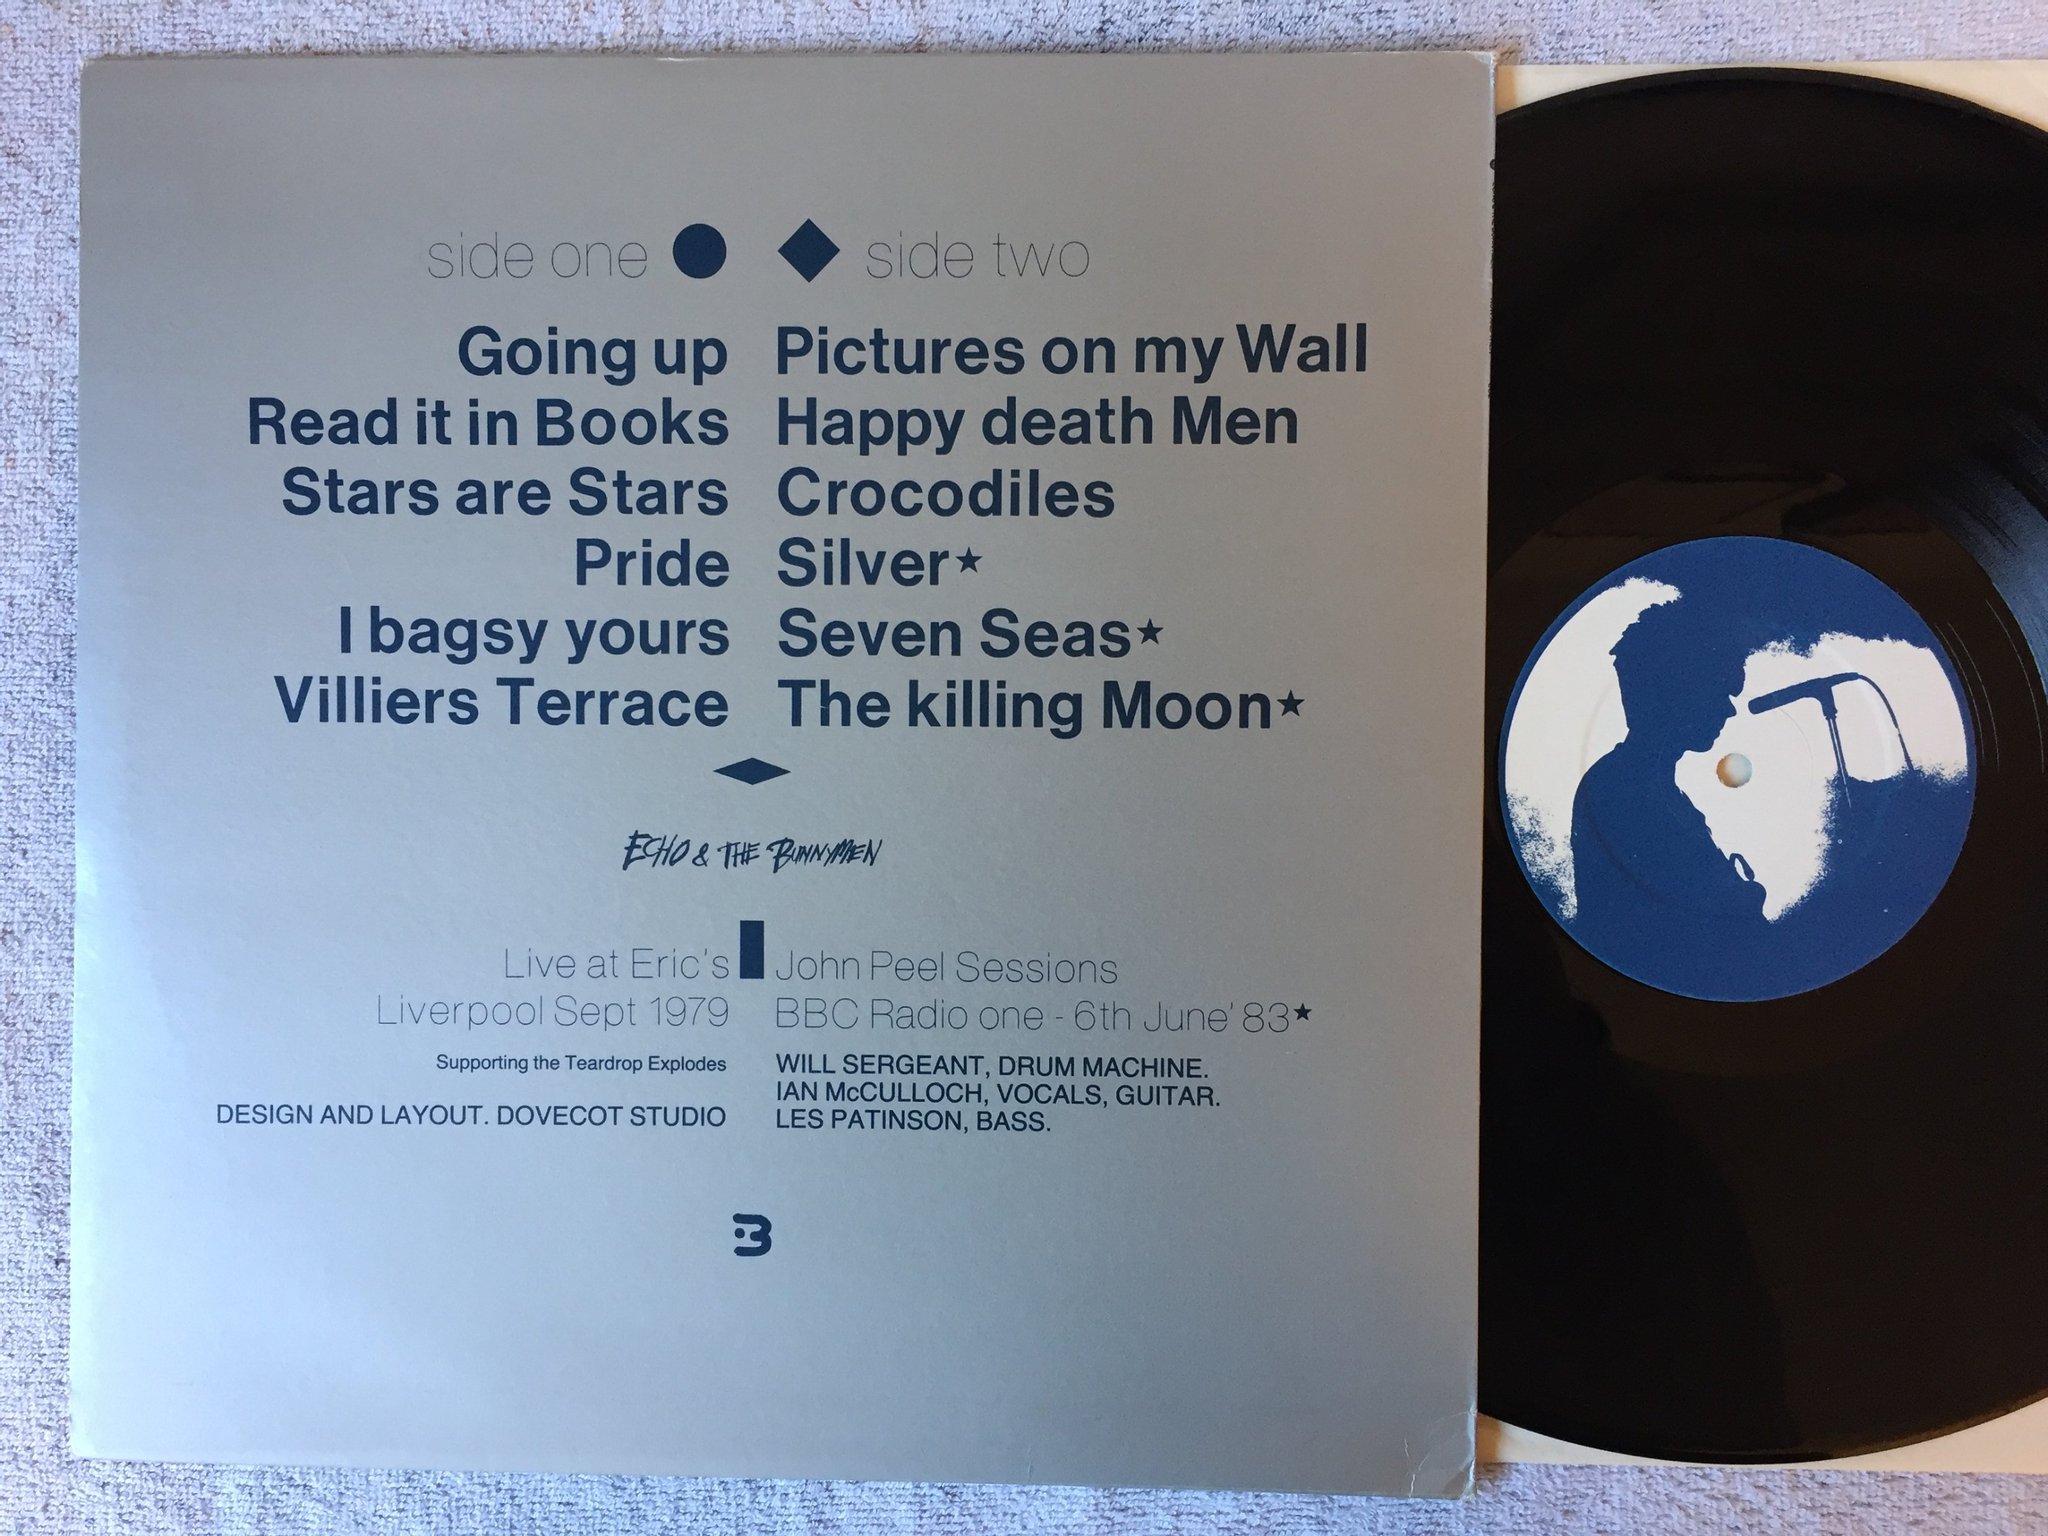 side one
Going up
Read it in Books
Stars are Stars
Pride
I bagsy yours
Villiers Terrace
side two
Pictures on my Wall
Happy death Men
Crocodiles
Silver★
Seven Seas★
The killing Moon★
ECHO & THE BUNNYMEN
Live at Eric's
Liverpool Sept 1979
Supporting the Teardrop Explodes
DESIGN AND LAYOUT. DOVECOT STUDIO
John Peel Sessions
BBC Radio one - 6th June' 83★
WILL SERGEANT, DRUM MACHINE.
IAN McCULLOCH, VOCALS, GUITAR.
LES PATINSON, BASS.